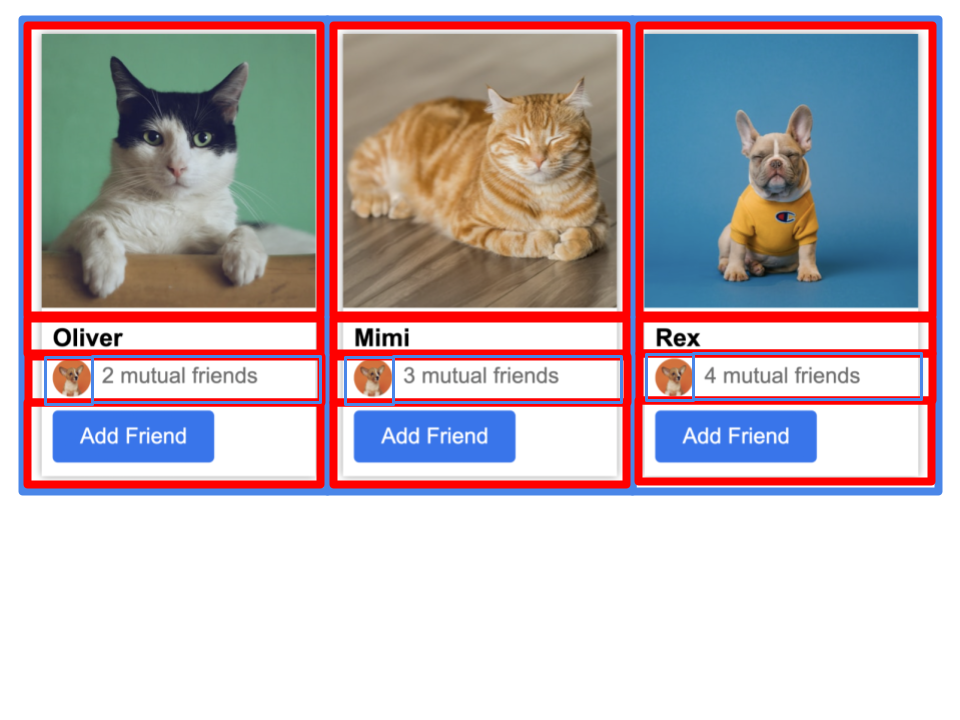 Oliver
2 mutual friends
Add Friend
Mimi
3 mutual friends
Add Friend
Rex
4 mutual friends
Add Friend